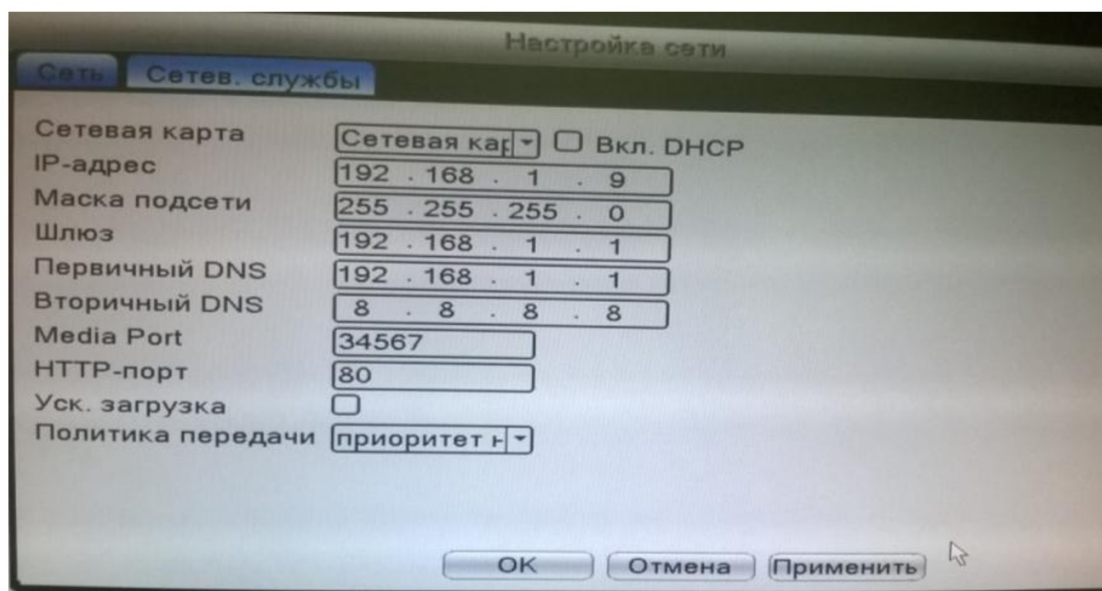 Настройка сети
Сеть Сетев. службы
Сетевая карта Сетевая кар Вкл. DHCP
IP-адрес 192 . 168 . 1 . 9
Маска подсети 255 . 255 . 255 . 0
Шлюз 192 . 168 . 1 . 1
Первичный DNS 192 . 168 . 1 . 1
Вторичный DNS 8 . 8 . 8 . 8
Media Port 34567
HTTP-порт 80
Уск. загрузка
Политика передачи приоритет н
OK Отмена Применить